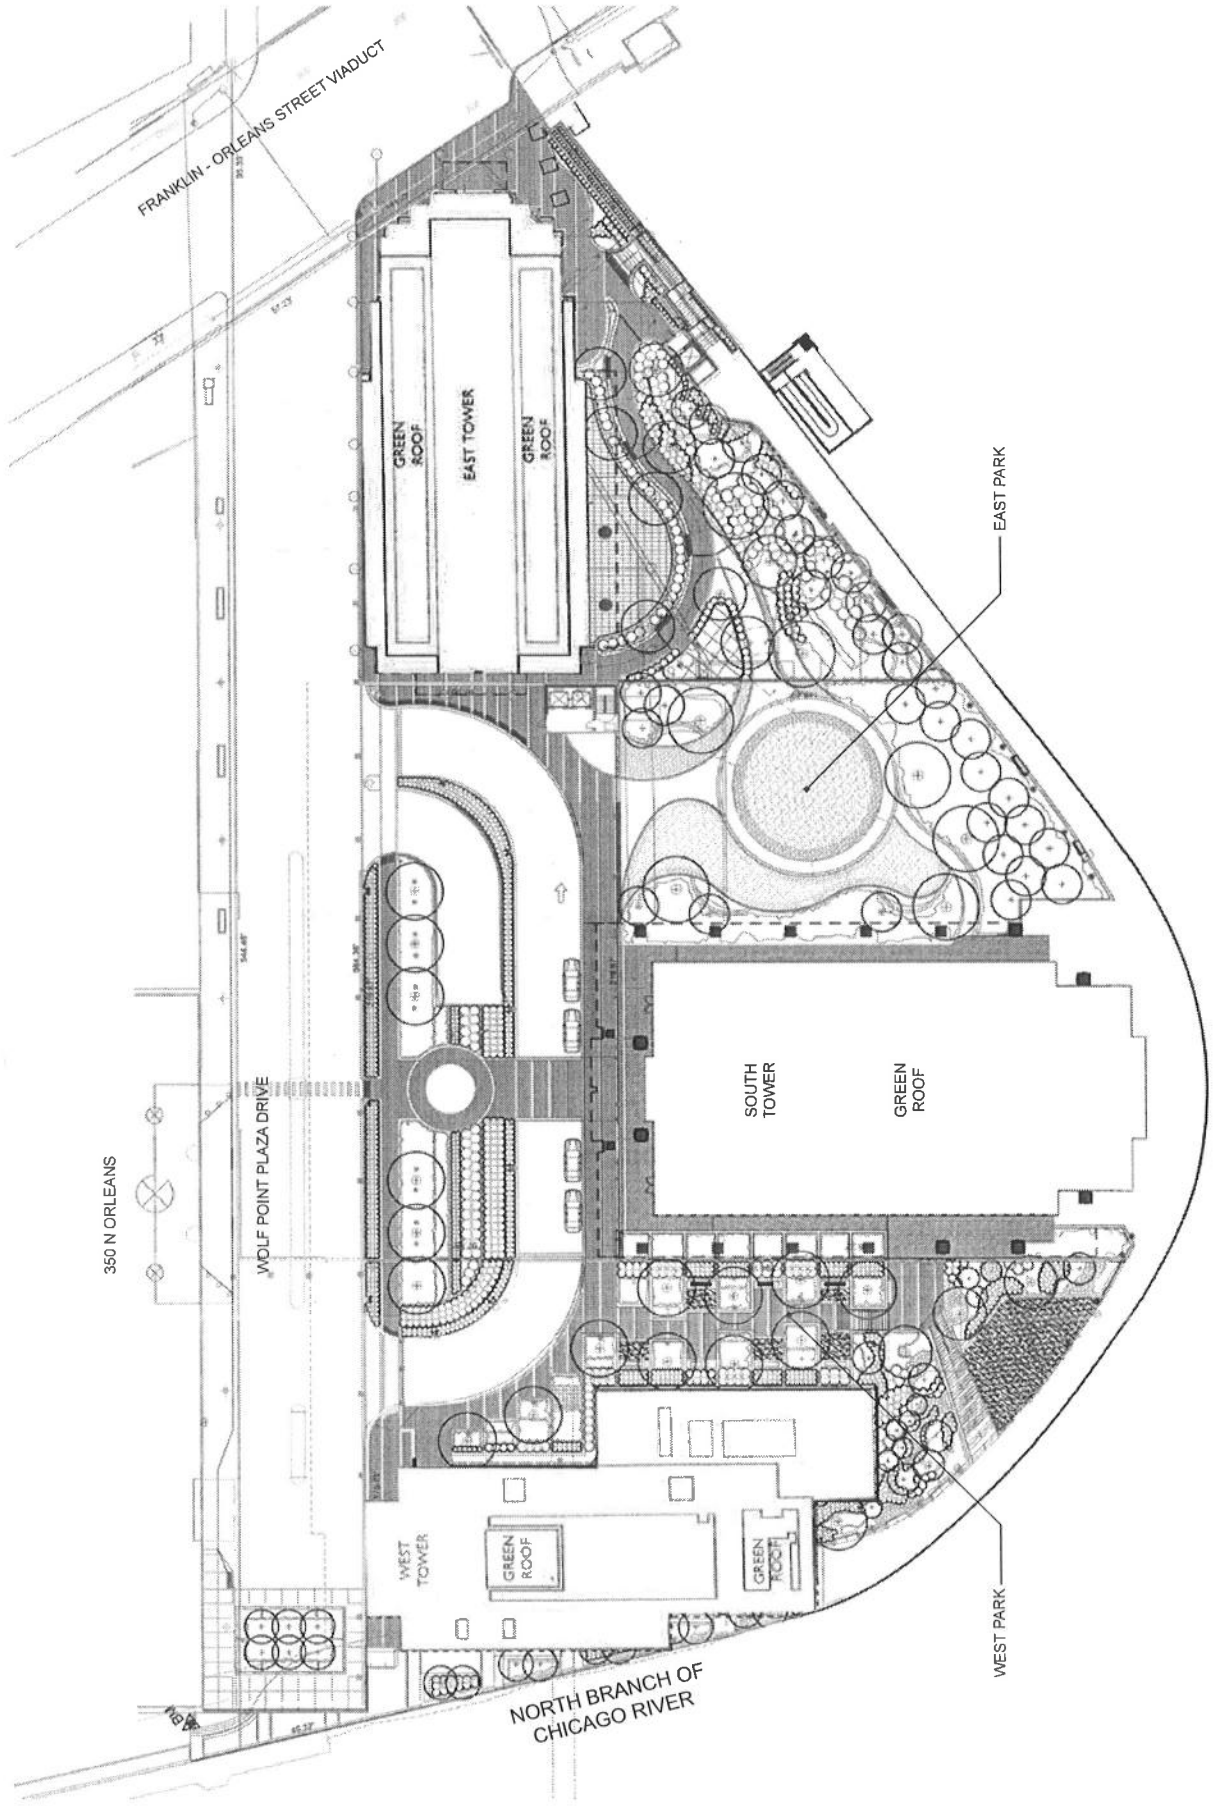 FRANKLIN - ORLEANS STREET VIADUCT
GREEN
ROOF
EAST TOWER
GREEN
ROOF
EAST PARK
350 N ORLEANS
WOLF POINT PLAZA DRIVE
SOUTH
TOWER
GREEN
ROOF
WEST
TOWER
GREEN
ROOF
GREEN
ROOF
WEST PARK
NORTH BRANCH OF
CHICAGO RIVER